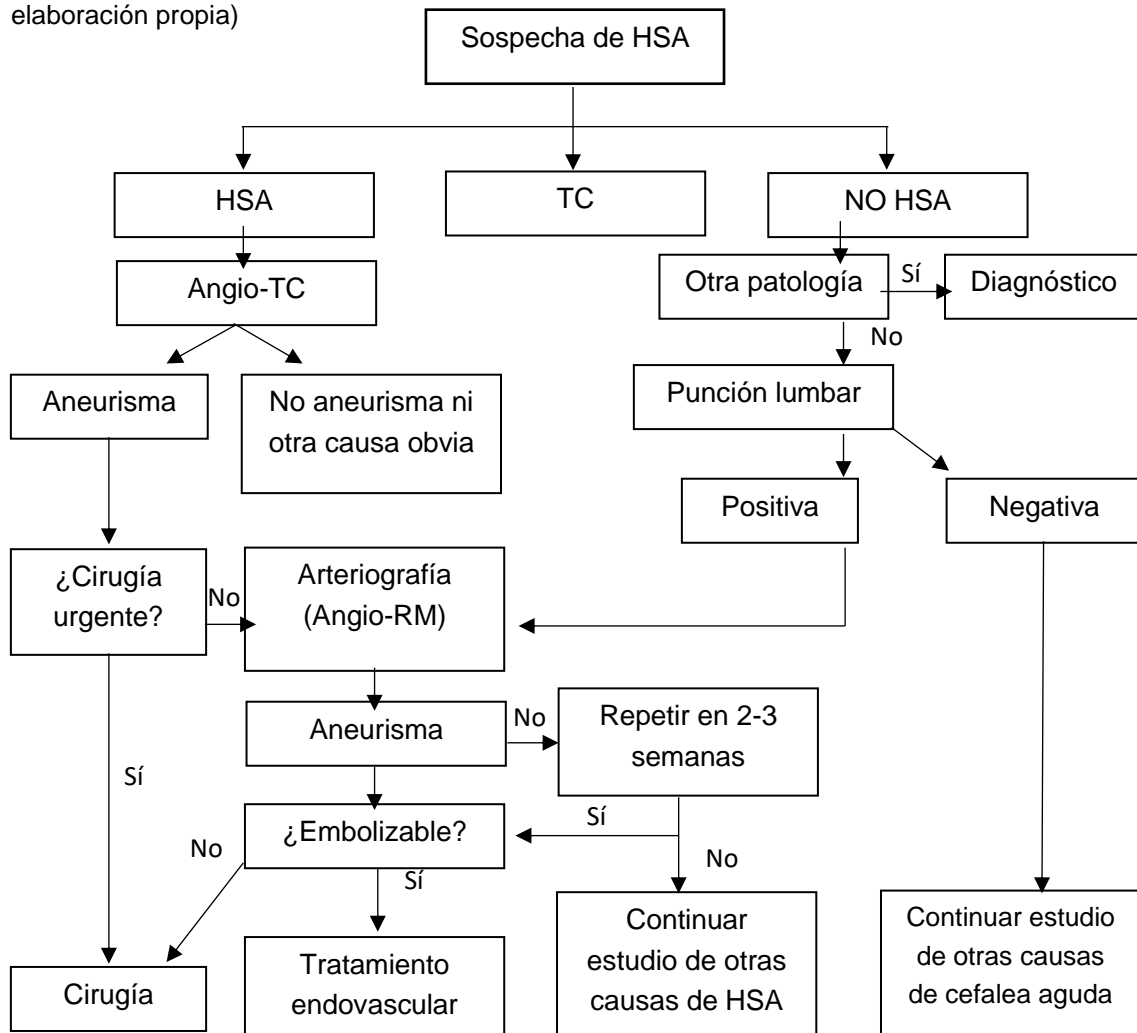 elaboración propia)
Sospecha de HSA
HSA
TC
NO HSA
Angio-TC
Otra patología
Sí
Diagnóstico
No
Aneurisma
No aneurisma ni
otra causa obvia
Punción lumbar
Positiva
Negativa
¿Cirugía
urgente?
No
Arteriografía
(Angio-RM)
Aneurisma
No
Repetir en 2-3
semanas
Sí
¿Embolizable?
Sí
No
Sí
No
Cirugía
Tratamiento
endovascular
Continuar
estudio de otras
causas de HSA
Continuar estudio
de otras causas
de cefalea aguda